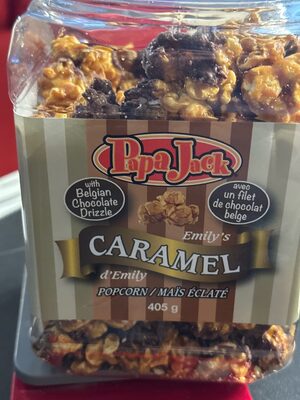 Papa Jack
with
Belgian
Chocolate
Drizzle
avec
un filet
de chocolat
belge
Emily's
CARAMEL
d'Emily
POPCORN / MAÏS ÉCLATÉ
405 g